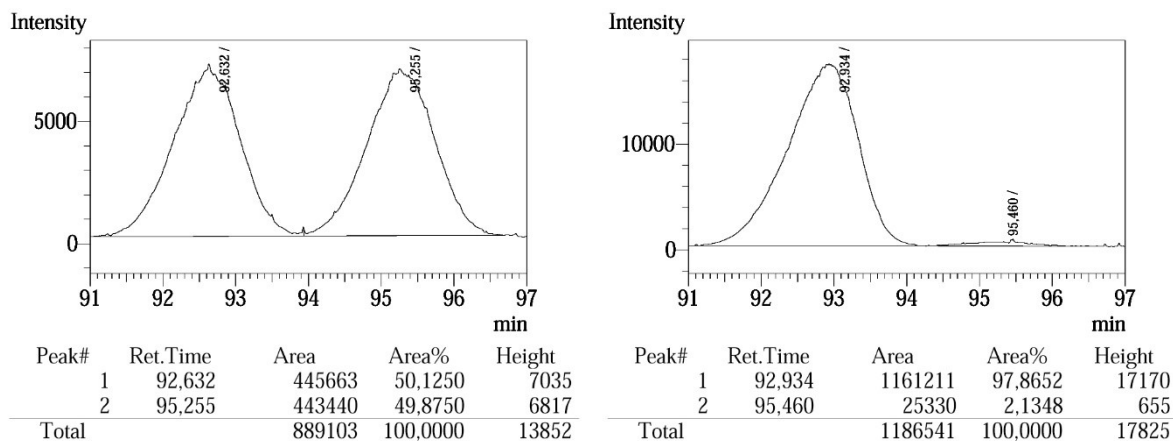 Intensity
92,632 /
95,255 /
5000
0
91 92 93 94 95 96 97
min
Peak# Ret.Time Area Area% Height
1 92,632 445663 50,1250 7035
2 95,255 443440 49,8750 6817
Total 889103 100,0000 13852
Intensity
92,934 /
95,460 /
10000
0
91 92 93 94 95 96 97
min
Peak# Ret.Time Area Area% Height
1 92,934 1161211 97,8652 17170
2 95,460 25330 2,1348 655
Total 1186541 100,0000 17825